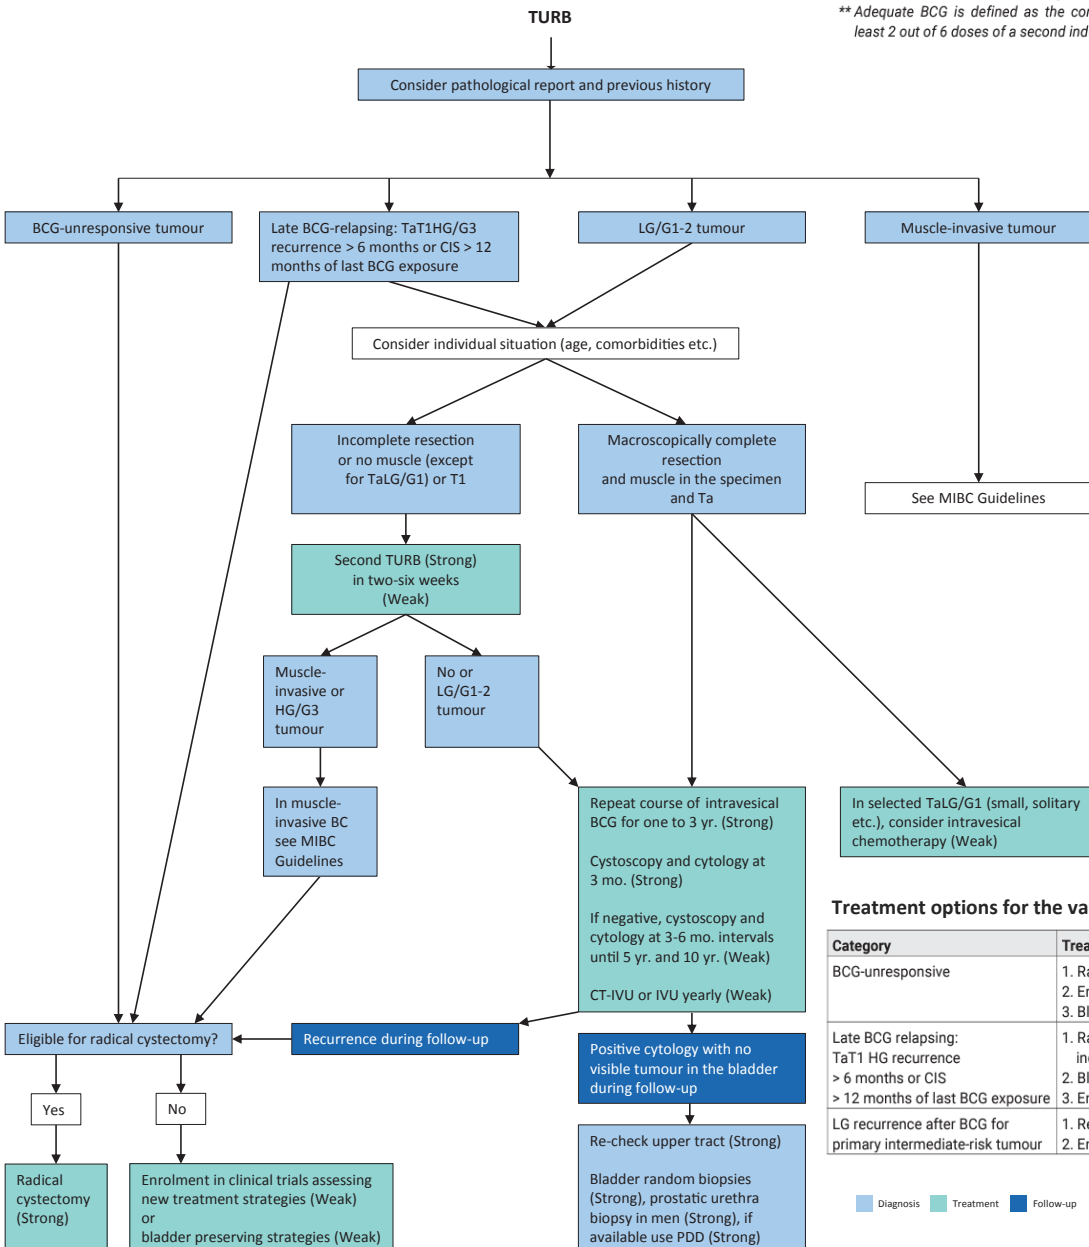 ** Adequate BCG is defined as the
least 2 out of 6 doses of a second
TURB
Consider pathological report and previous history
BCG-unresponsive tumour
Late BCG-relapsing: TaT1HG/G3
recurrence > 6 months or CIS > 12
months of last BCG exposure
LG/G1-2 tumour
Muscle-invasive tumour
Consider individual situation (age, comorbidities etc.)
Incomplete resection
or no muscle (except
for TaLG/G1) or T1
Macroscopically complete
resection
and muscle in the specimen
and Ta
See MIBC Guidelines
Second TURB (Strong)
in two-six weeks
(Weak)
Muscle-
invasive or
HG/G3
tumour
No or
LG/G1-2
tumour
In muscle-
invasive BC
see MIBC
Guidelines
Repeat course of intravesical
BCG for one to 3 yr. (Strong)
Cystoscopy and cytology at
3 mo. (Strong)
If negative, cystoscopy and
cytology at 3-6 mo. intervals
until 5 yr. and 10 yr. (Weak)
CT-IVU or IVU yearly (Weak)
In selected TaLG/G1 (small, solitary
etc.), consider intravesical
chemotherapy (Weak)
Eligible for radical cystectomy?
Recurrence during follow-up
Positive cytology with no
visible tumour in the bladder
during follow-up
Yes
No
Radical
cystectomy
(Strong)
Enrolment in clinical trials assessing
new treatment strategies (Weak)
or
bladder preserving strategies (Weak)
Re-check upper tract (Strong)
Bladder random biopsies
(Strong), prostatic urethra
biopsy in men (Strong), if
available use PDD (Strong)
Treatment options for the
Category
BCG-unresponsive
1.
2.
3.
Late BCG relapsing:
TaT1 HG recurrence
> 6 months or CIS
> 12 months of last BCG exposure
1.
2.
3.
LG recurrence after BCG for
primary intermediate-risk tumour
1.
2.
Diagnosis Treatment Follow-up